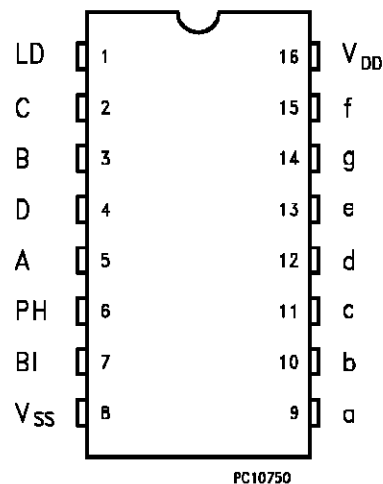 LD 1 16 VDD
C 2 15 f
B 3 14 g
D 4 13 e
A 5 12 d
PH 6 11 c
BI 7 10 b
VSS 8 9 a
PC10750